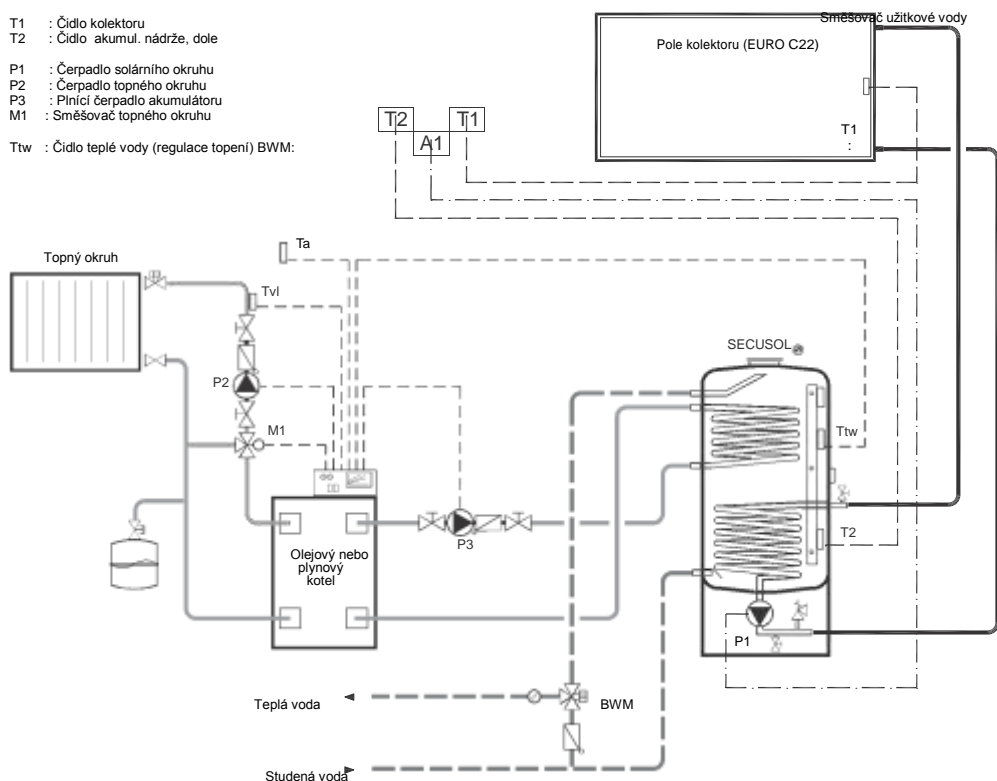 T1 : Čidlo kolektoru
T2 : Čidlo akumul. nádrže, dole
P1 : Čerpadlo solárního okruhu
P2 : Čerpadlo topného okruhu
P3 : Plnící čerpadlo akumulátoru
M1 : Směšovač topného okruhu
Ttw : Čidlo teplé vody (regulace topení) BWM:
Směšovač užitkové vody
Pole kolektoru (EURO C22)
T1
:
T2
T1
A1
Topný okruh
Ta
Tvl
P2
M1
SECUSOL
Ttw
T2
P3
Olejový nebo
plynový
kotel
P1
Teplá voda
BWM
Studená voda